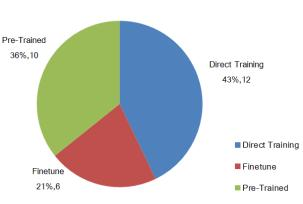 Pre-Trained
36%,10
Direct Training
43%,12
Finetune
21%,6
Direct Training
Finetune
Pre-Trained